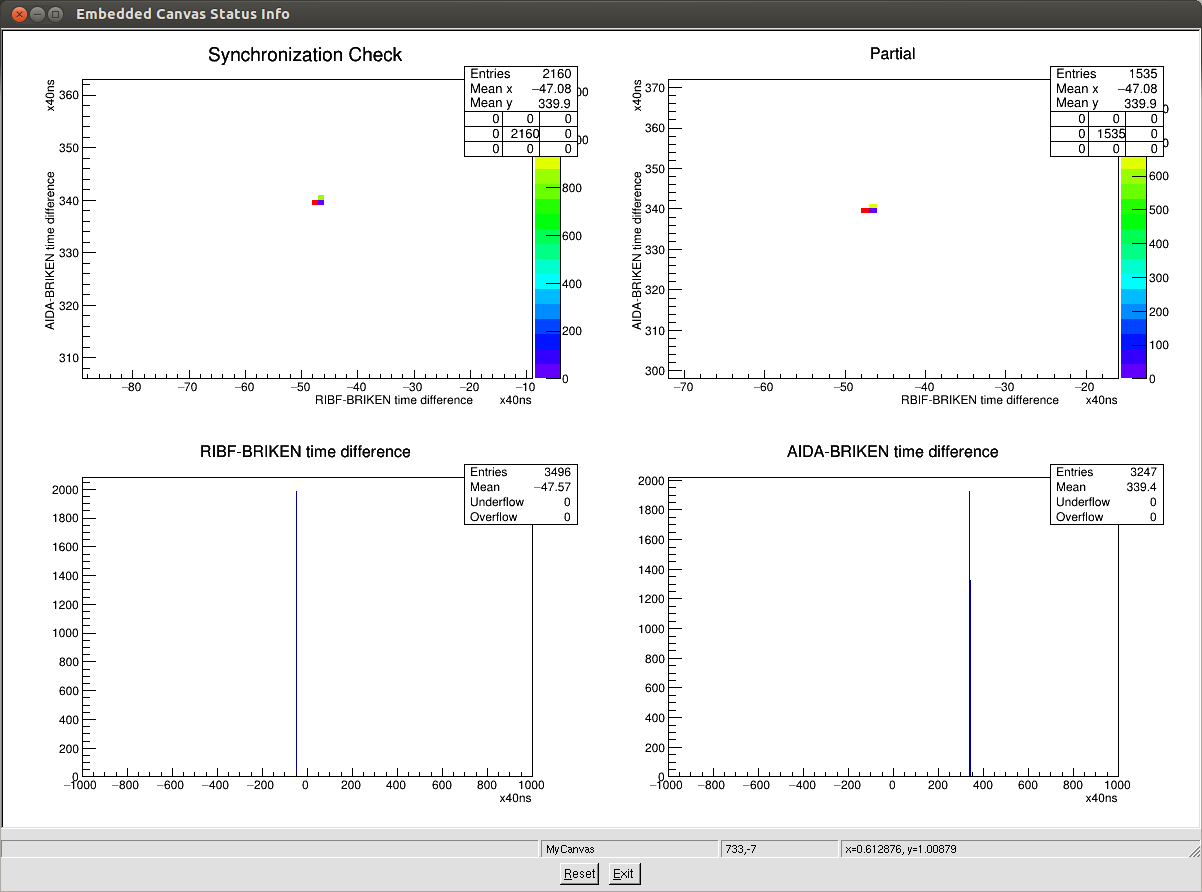 Embedded Canvas Status Info
Synchronization Check
Entries 2160
Mean x −47.08
Mean y 339.9
0 0 0
0 2160 0
0 0 0
x40ns
AIDA-BRIKEN time difference
360
350
340
330
320
310
−80 −70 −60 −50 −40 −30 −20 −10
RIBF-BRIKEN time difference x40ns
800
600
400
200
0
Partial
Entries 1535
Mean x −47.08
Mean y 339.9
0 0 0
0 1535 0
0 0 0
x40ns
AIDA-BRIKEN time difference
370
360
350
340
330
320
310
300
−70 −60 −50 −40 −30 −20
RBIF-BRIKEN time difference x40ns
600
500
400
300
200
100
0
RIBF-BRIKEN time difference
Entries 3496
Mean −47.57
Underflow 0
Overflow 0
2000
1800
1600
1400
1200
1000
800
600
400
200
0
−1000 −800 −600 −400 −200 0 200 400 600 800 1000
x40ns
AIDA-BRIKEN time difference
Entries 3247
Mean 339.4
Underflow 0
Overflow 0
2000
1800
1600
1400
1200
1000
800
600
400
200
0
−1000 −800 −600 −400 −200 0 200 400 600 800 1000
x40ns
MyCanvas 733,-7 x=0.612876, y=1.00879
Reset Exit